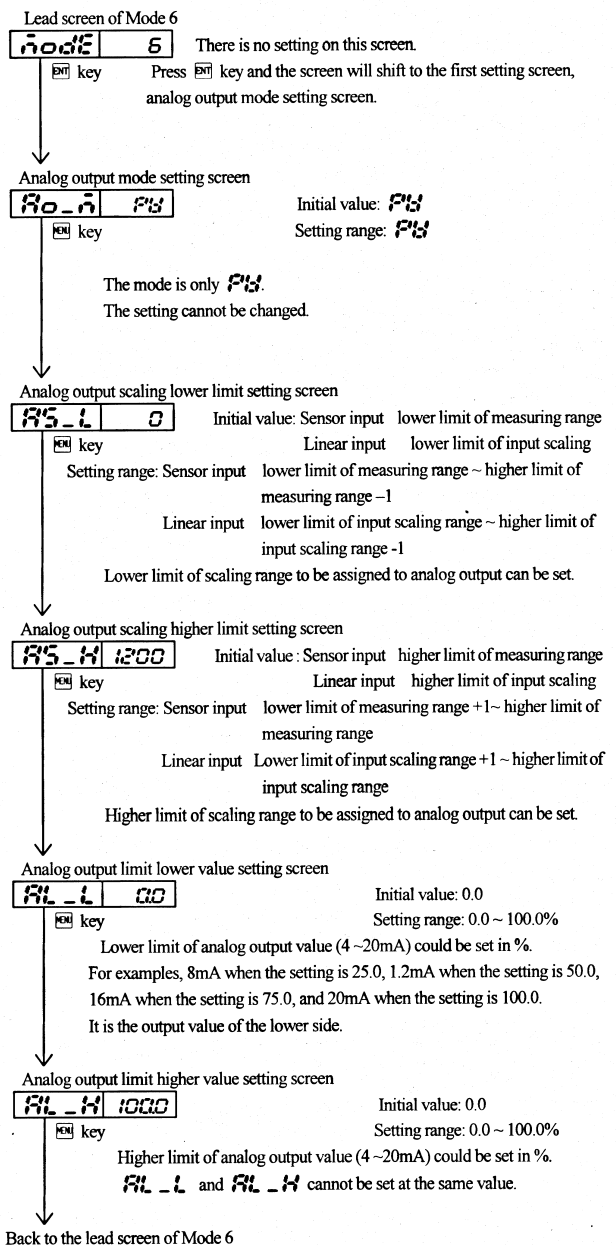 Lead screen of Mode 6
modE 6 There is no setting on this screen.
ENT key Press ENT key and the screen will shift to the first setting screen,
analog output mode setting screen.
Analog output mode setting screen
Ao_m PV Initial value: PV
MENU key Setting range: PV
The mode is only PV.
The setting cannot be changed.
Analog output scaling lower limit setting screen
AS_L 0 Initial value: Sensor input lower limit of measuring range
MENU key Linear input lower limit of input scaling
Setting range: Sensor input lower limit of measuring range ~ higher limit of
measuring range –1
Linear input lower limit of input scaling range ~ higher limit of
input scaling range -1
Lower limit of scaling range to be assigned to analog output can be set.
Analog output scaling higher limit setting screen
AS_H 1200 Initial value : Sensor input higher limit of measuring range
MENU key Linear input higher limit of input scaling
Setting range: Sensor input lower limit of measuring range +1~ higher limit of
measuring range
Linear input Lower limit of input scaling range +1 ~ higher limit of
input scaling range
Higher limit of scaling range to be assigned to analog output can be set.
Analog output limit lower value setting screen
AL_L 0.0 Initial value: 0.0
MENU key Setting range: 0.0 ~ 100.0%
Lower limit of analog output value (4 ~20mA) could be set in %.
For examples, 8mA when the setting is 25.0, 1.2mA when the setting is 50.0,
16mA when the setting is 75.0, and 20mA when the setting is 100.0.
It is the output value of the lower side.
Analog output limit higher value setting screen
AL_H 100.0 Initial value: 0.0
MENU key Setting range: 0.0 ~ 100.0%
Higher limit of analog output value (4 ~20mA) could be set in %.
AL_L and AL_H cannot be set at the same value.
Back to the lead screen of Mode 6